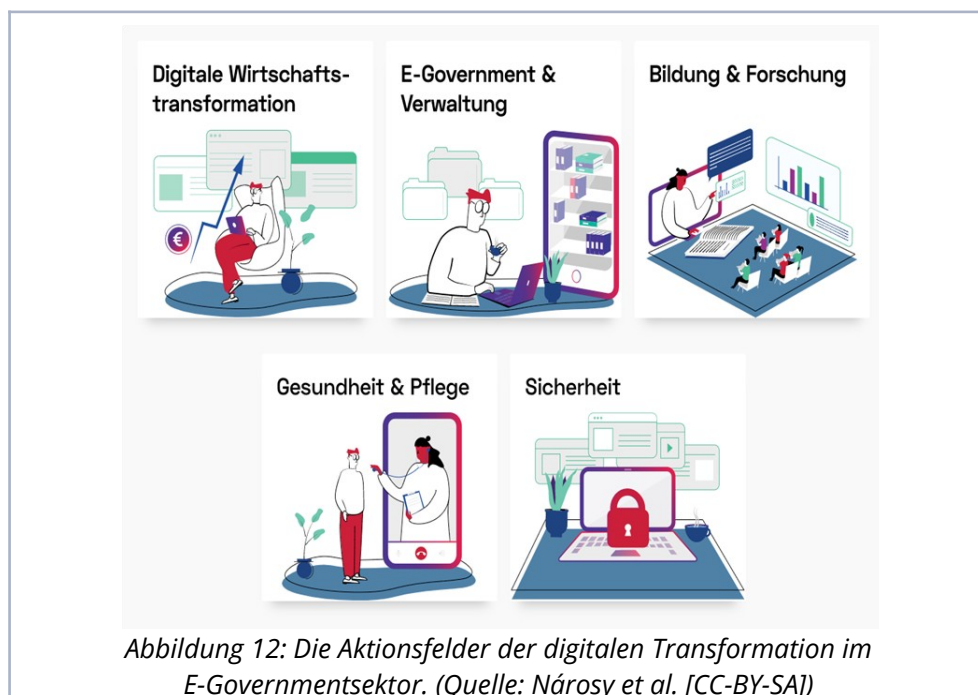 Digitale Wirtschafts-
transformation
E-Government &
Verwaltung
Bildung & Forschung
€
Gesundheit & Pflege
Sicherheit
Abbildung 12: Die Aktionsfelder der digitalen Transformation im
E-Governmentsektor. (Quelle: Nárosy et al. [CC-BY-SA])